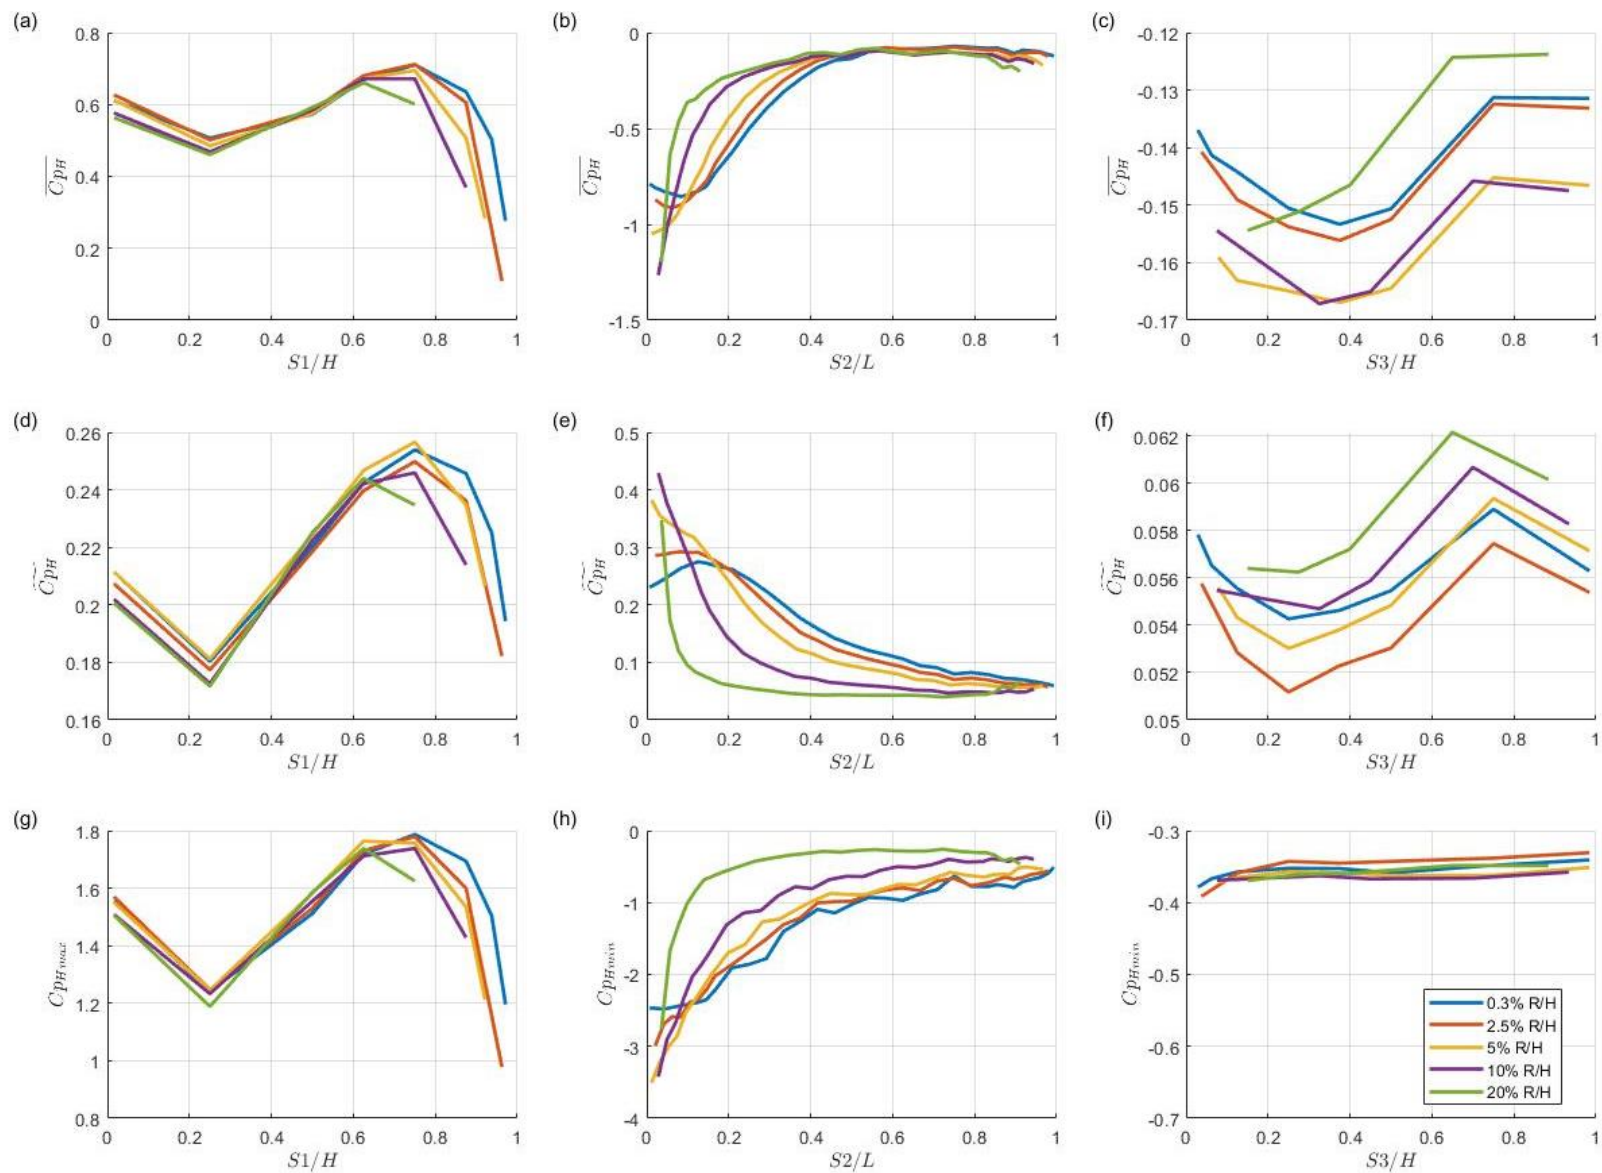 (a) (b) (c)
0.8 0 -0.12
0.6 -0.5 -0.13
0.4 -1 -0.14
0.2 -1.5 -0.15
0 -0.16
-0.17
CpH CpH CpH
0 0.2 0.4 0.6 0.8 1 0 0.2 0.4 0.6 0.8 1 0 0.2 0.4 0.6 0.8 1
S1/H S2/L S3/H
(d) (e) (f)
0.26 0.5 0.062
0.24 0.4 0.06
0.22 0.3 0.058
0.2 0.2 0.056
0.18 0.1 0.054
0.16 0 0.052
0.05
CpH CpH CpH
0 0.2 0.4 0.6 0.8 1 0 0.2 0.4 0.6 0.8 1 0 0.2 0.4 0.6 0.8 1
S1/H S2/L S3/H
(g) (h) (i)
1.8 0 -0.3
1.6 -1 -0.4
1.4 -2 -0.5
1.2 -3 -0.6
1 -4 -0.7
0.8
CpHmax CpHmin CpHmin
0.3% R/H
2.5% R/H
5% R/H
10% R/H
20% R/H
0 0.2 0.4 0.6 0.8 1 0 0.2 0.4 0.6 0.8 1 0 0.2 0.4 0.6 0.8 1
S1/H S2/L S3/H